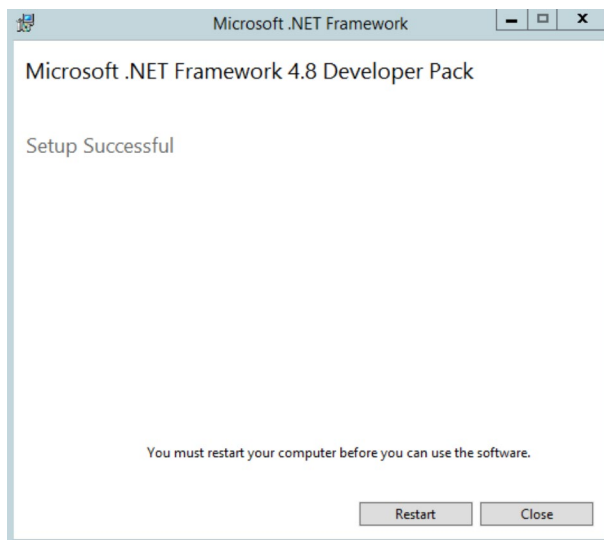 Microsoft .NET Framework
Microsoft .NET Framework 4.8 Developer Pack
Setup Successful
You must restart your computer before you can use the software.
Restart
Close